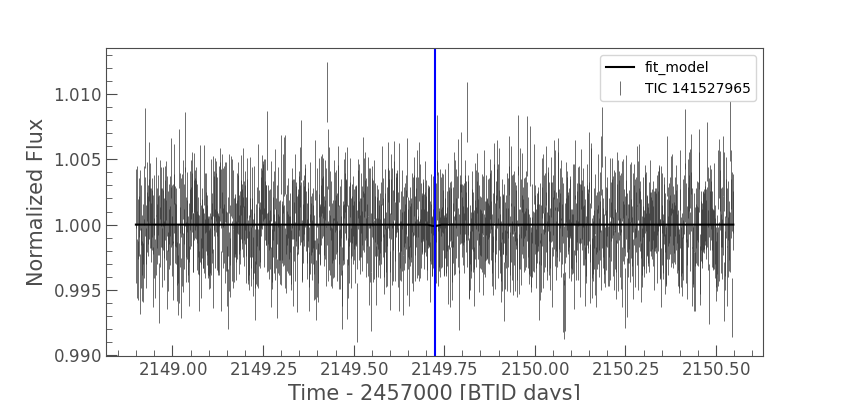 fit_model
TIC 141527965
1.010
1.005
1.000
0.995
0.990
Normalized Flux
2149.00 2149.25 2149.50 2149.75 2150.00 2150.25 2150.50
Time - 2457000 [BTJD days]